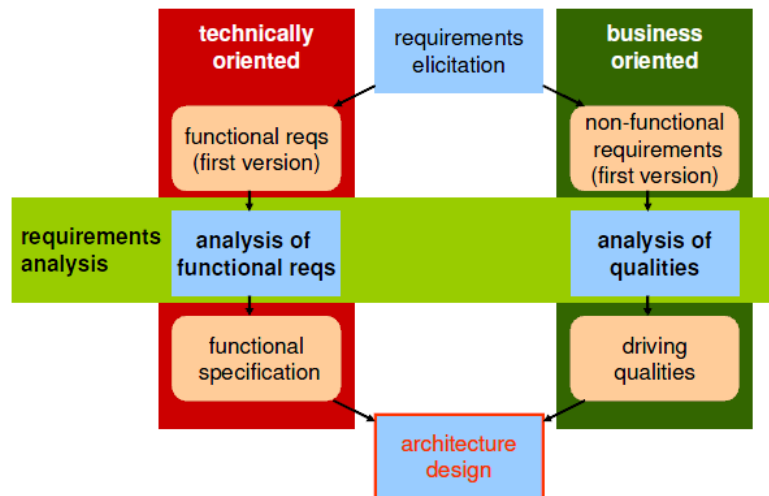 technically
oriented
requirements
elicitation
business
oriented
functional reqs
(first version)
non-functional
requirements
(first version)
requirements
analysis
analysis of
functional reqs
analysis of
qualities
functional
specification
driving
qualities
architecture
design